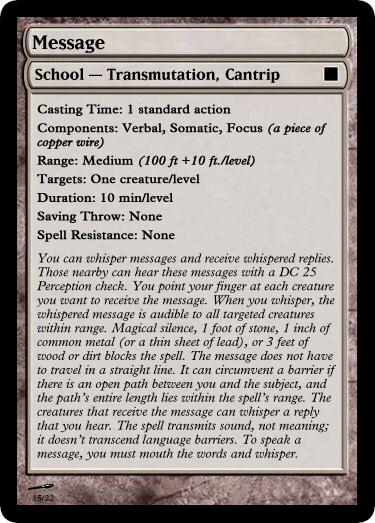 Message
School — Transmutation, Cantrip
Casting Time: 1 standard action
Components: Verbal, Somatic, Focus (a piece of
copper wire)
Range: Medium (100 ft +10 ft./level)
Targets: One creature/level
Duration: 10 min/level
Saving Throw: None
Spell Resistance: None
You can whisper messages and receive whispered replies.
Those nearby can hear these messages with a DC 25
Perception check. You point your finger at each creature
you want to receive the message. When you whisper, the
whispered message is audible to all targeted creatures
within range. Magical silence, 1 foot of stone, 1 inch of
common metal (or a thin sheet of lead), or 3 feet of
wood or dirt blocks the spell. The message does not have
to travel in a straight line. It can circumvent a barrier if
there is an open path between you and the subject, and
the path's entire length lies within the spell's range. The
creatures that receive the message can whisper a reply
that you hear. The spell transmits sound, not meaning;
it doesn't transcend language barriers. To speak a
message, you must mouth the words and whisper.
15/22